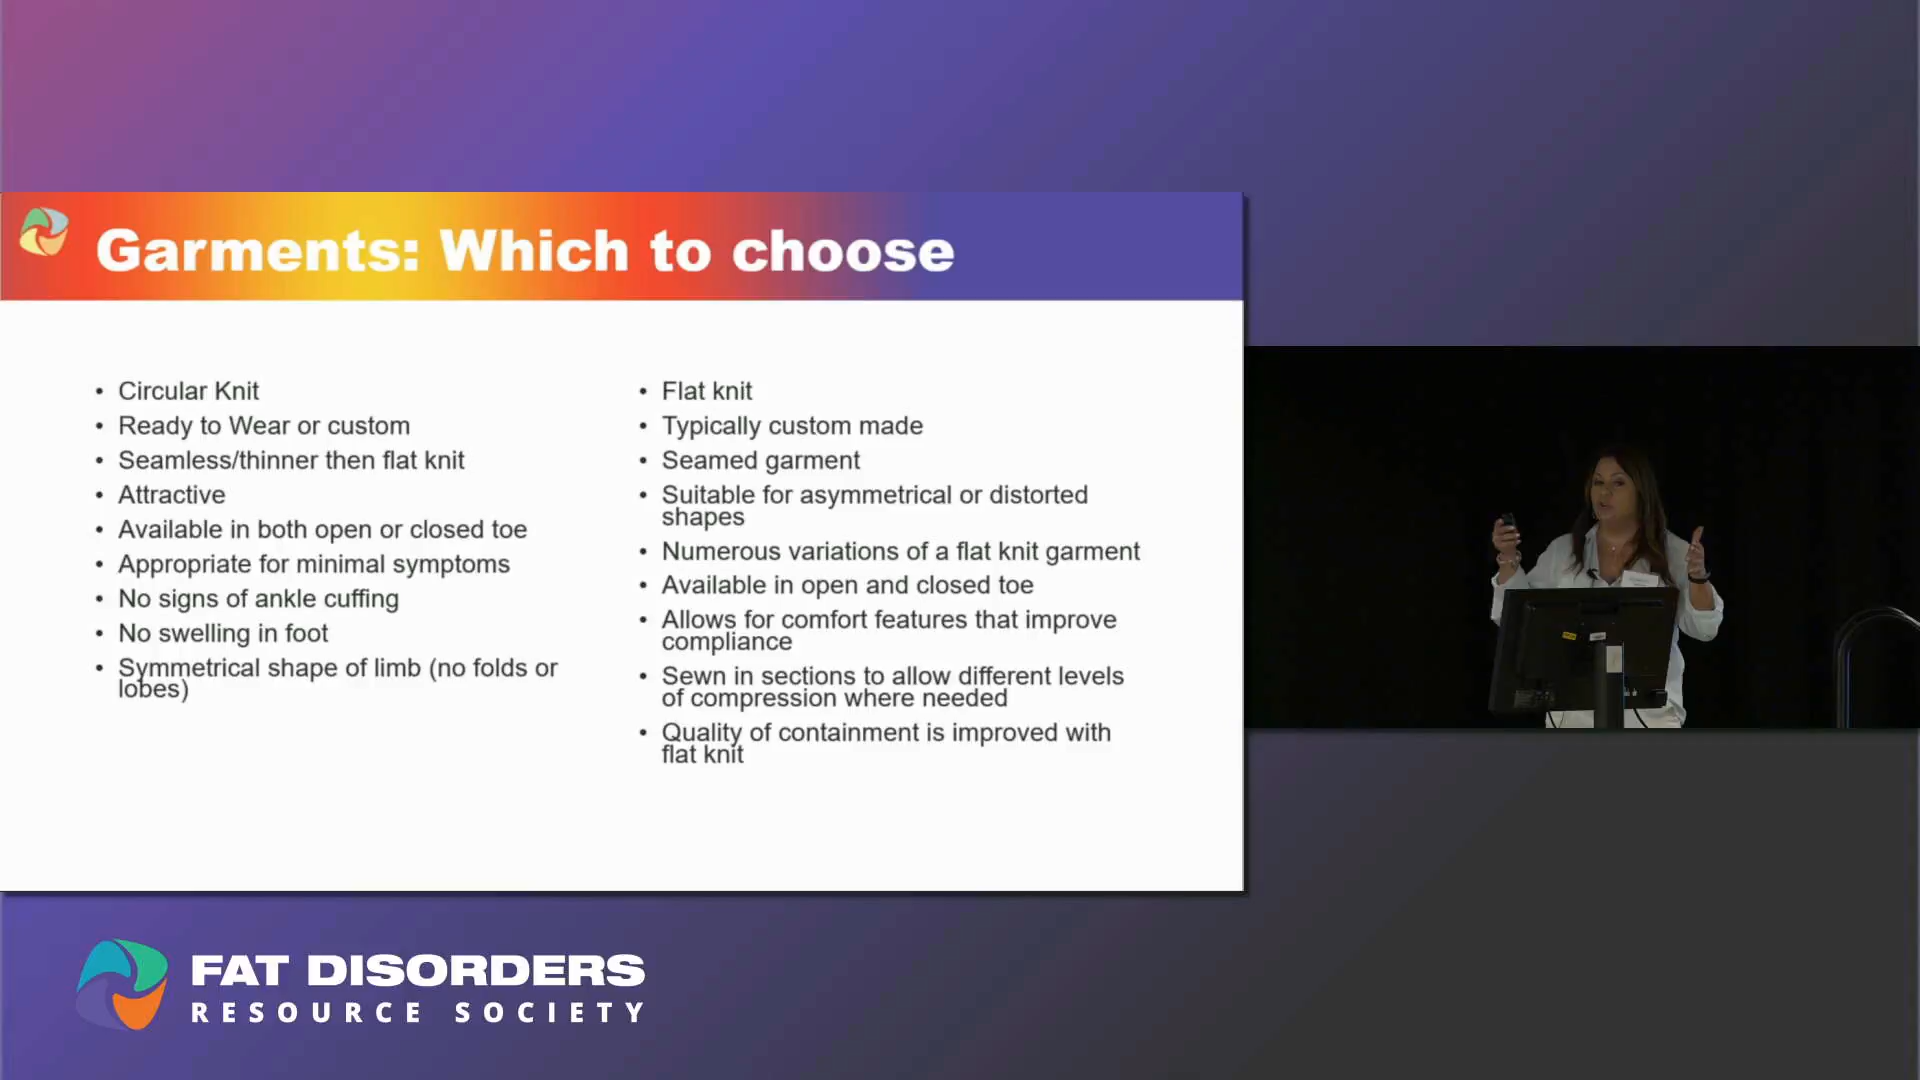 Garments: Which to choose
• Circular Knit
• Ready to Wear or custom
• Seamless/thinner then flat knit
• Attractive
• Available in both open or closed toe
• Appropriate for minimal symptoms
• No signs of ankle cuffing
• No swelling in foot
• Symmetrical shape of limb (no folds or
lobes)
• Flat knit
• Typically custom made
• Seamed garment
• Suitable for asymmetrical or distorted
shapes
• Numerous variations of a flat knit garment
• Available in open and closed toe
• Allows for comfort features that improve
compliance
• Sewn in sections to allow different levels
of compression where needed
• Quality of containment is improved with
flat knit
FAT DISORDERS
RESOURCE SOCIETY